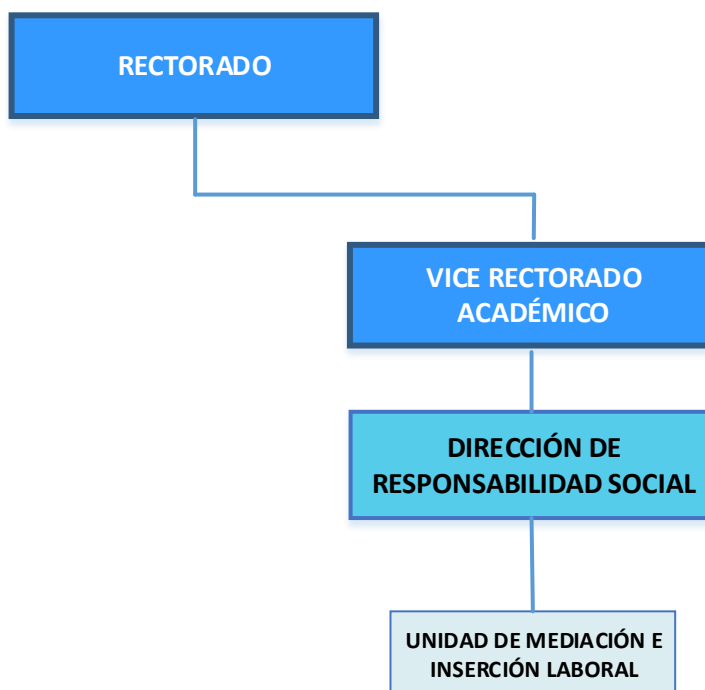 RECTORADO
VICE RECTORADO
ACADÉMICO
DIRECCIÓN DE
RESPONSABILIDAD SOCIAL
UNIDAD DE MEDIACIÓN E
INSERCIÓN LABORAL